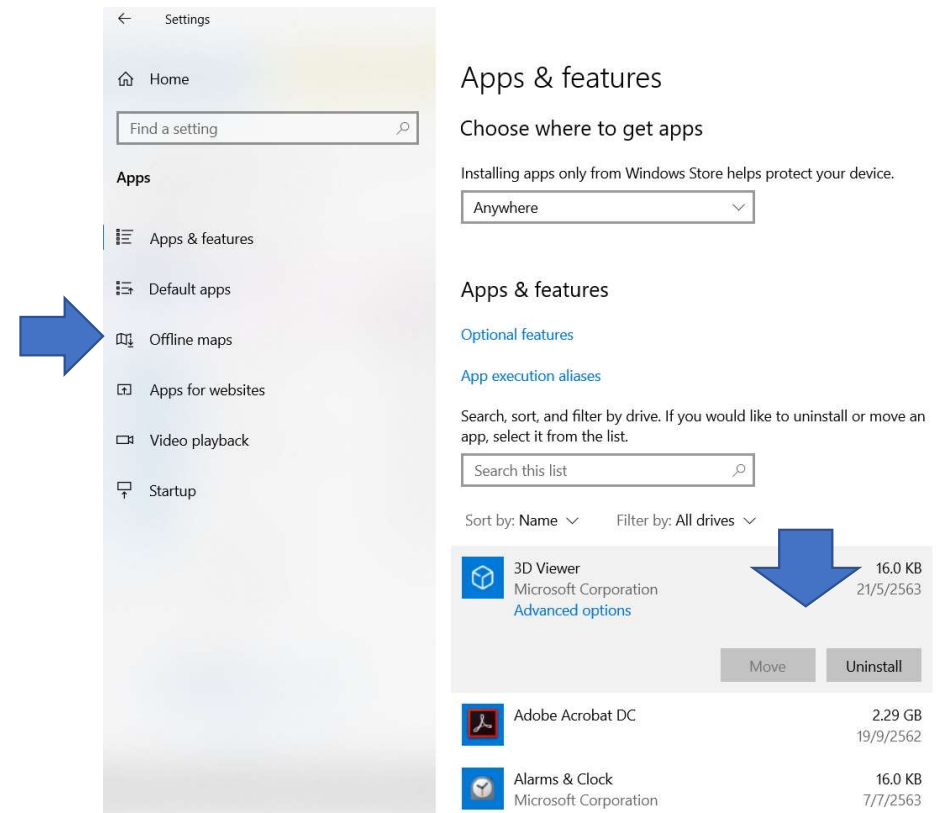 Settings
Home
Find a setting
Apps
Apps & features
Default apps
Offline maps
Apps for websites
Video playback
Startup
Apps & features
Choose where to get apps
Installing apps only from Windows Store helps protect your device.
Anywhere
Apps & features
Optional features
App execution aliases
Search, sort, and filter by drive. If you would like to uninstall or move an
app, select it from the list.
Search this list
Sort by: Name Filter by: All drives
3D Viewer 16.0 KB
Microsoft Corporation 21/5/2563
Advanced options
Move Uninstall
Adobe Acrobat DC 2.29 GB
19/9/2562
Alarms & Clock 16.0 KB
Microsoft Corporation 7/7/2563